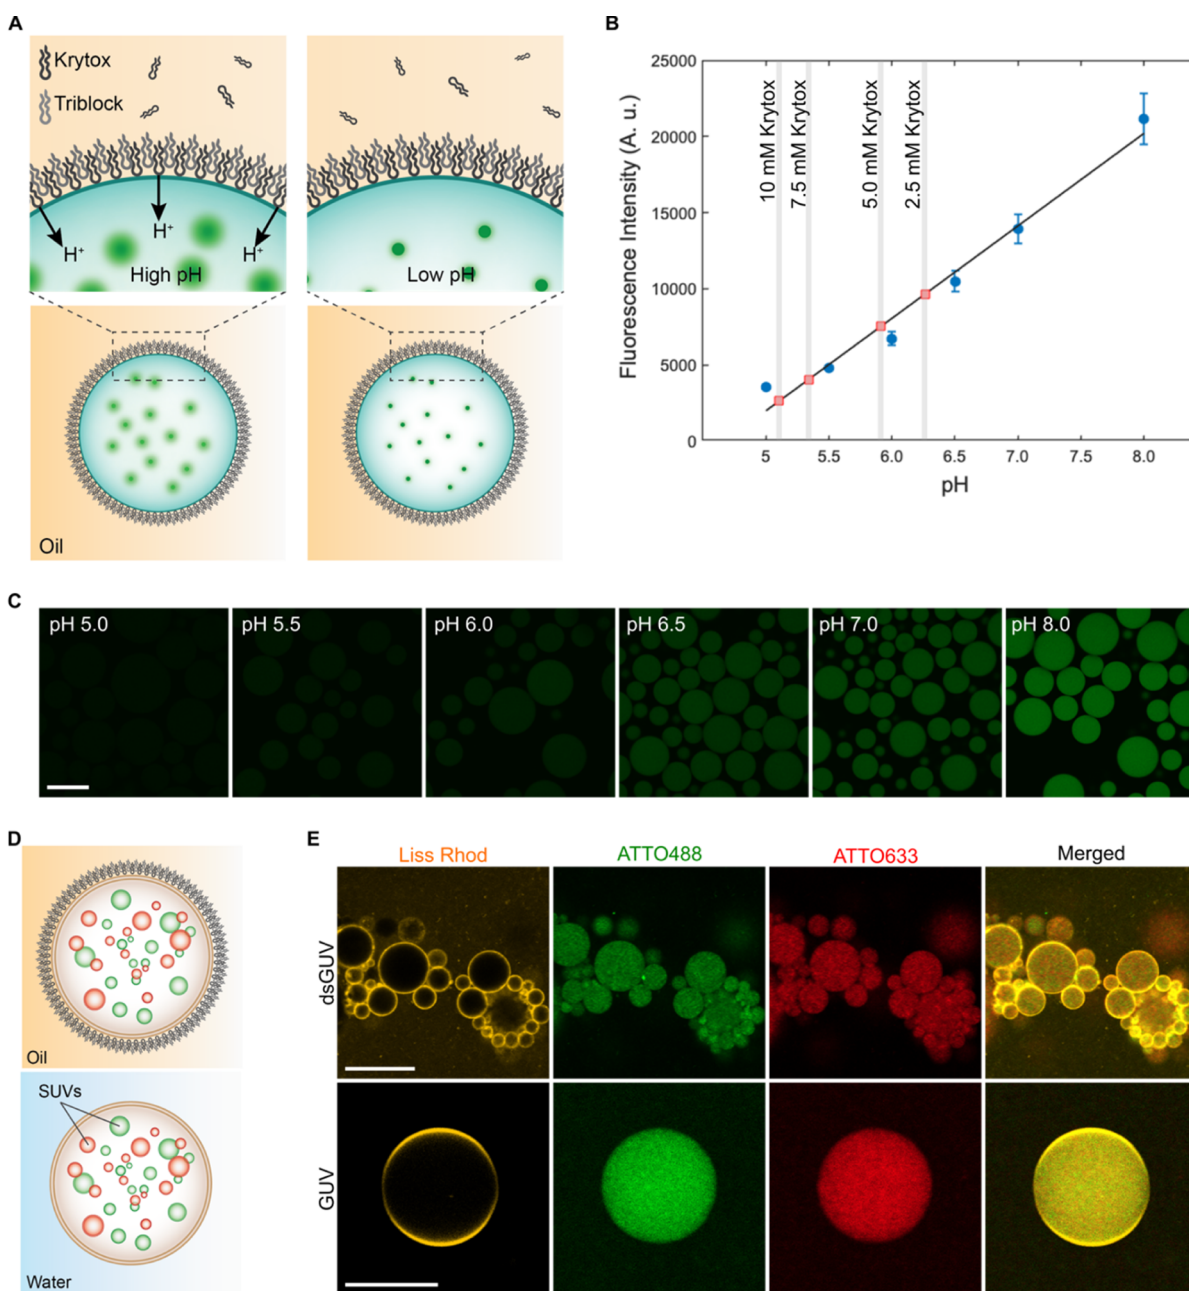 A
Krytox
Triblock
H+
H+
H+
High pH
Low pH
Oil
B
Fluorescence Intensity (A. u.)
25000
20000
15000
10000
5000
0
10 mM Krytox
7.5 mM Krytox
5.0 mM Krytox
2.5 mM Krytox
5
5.5
6.0
6.5
7.0
7.5
8.0
pH
C
pH 5.0
pH 5.5
pH 6.0
pH 6.5
pH 7.0
pH 8.0
D
Oil
SUVs
Water
E
Liss Rhod
ATTO488
ATTO633
Merged
dsGUV
GUV